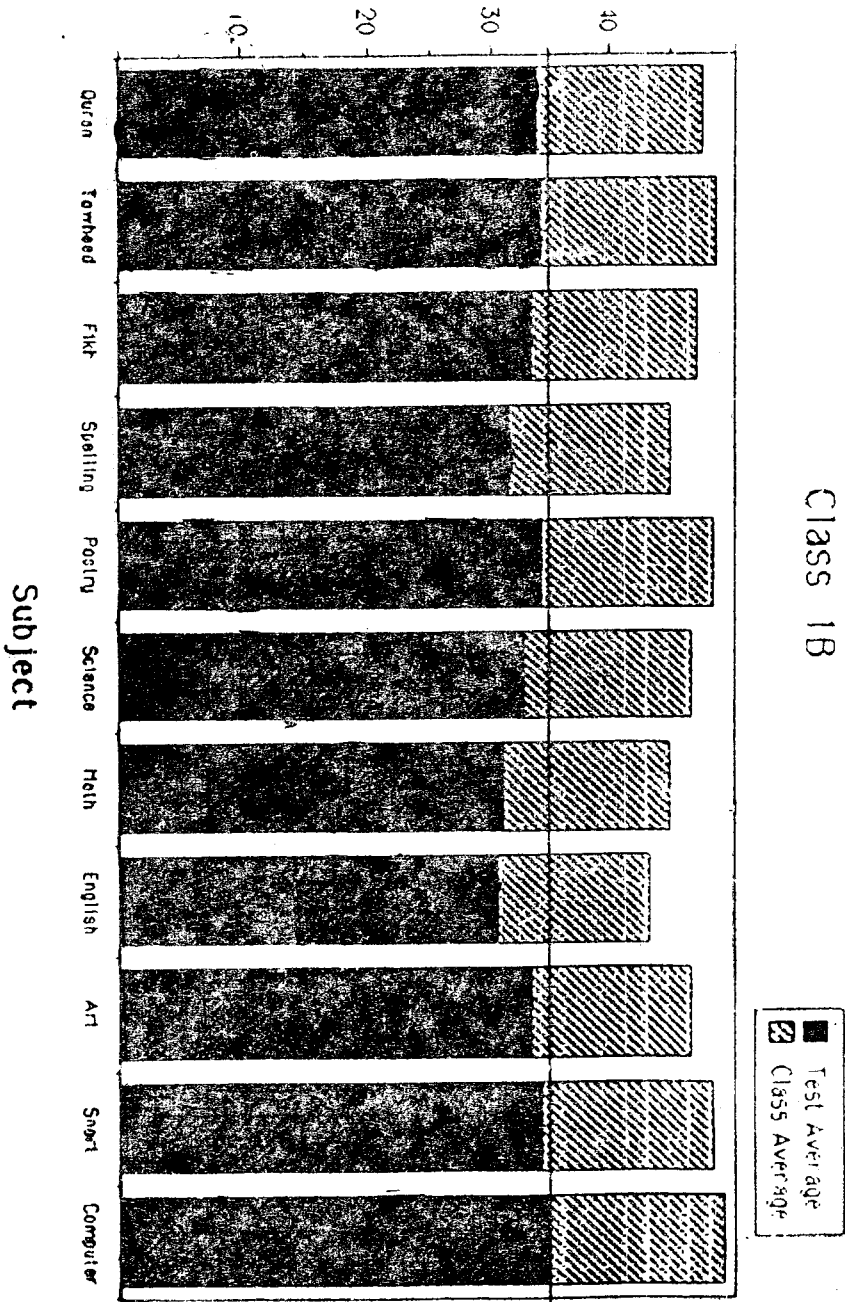 Class 1B
Test Average
Class Average
10
20
30
40
Quran
Tawheed
Fikh
Spelling
Poetry
Science
Math
English
Art
Sport
Computer
Subject